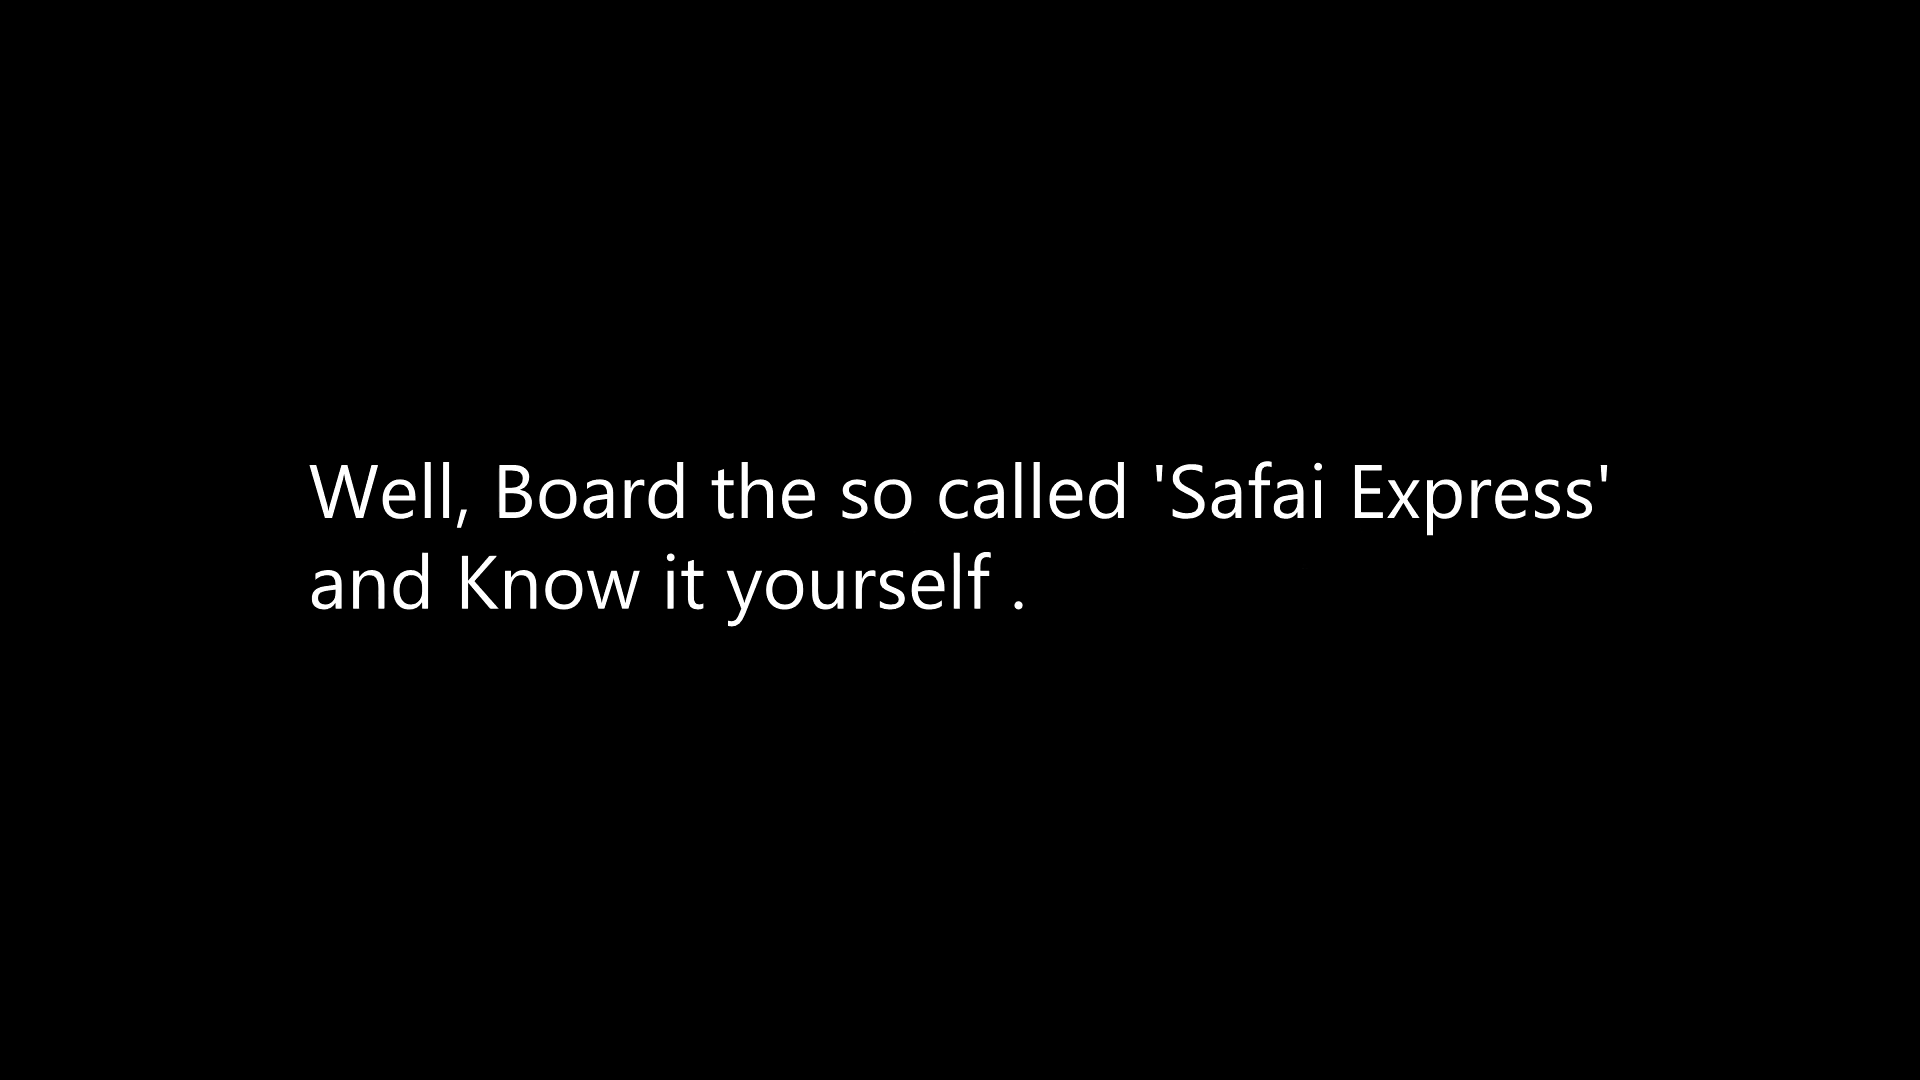 Well, Board the so called 'Safai Express'
and Know it yourself .